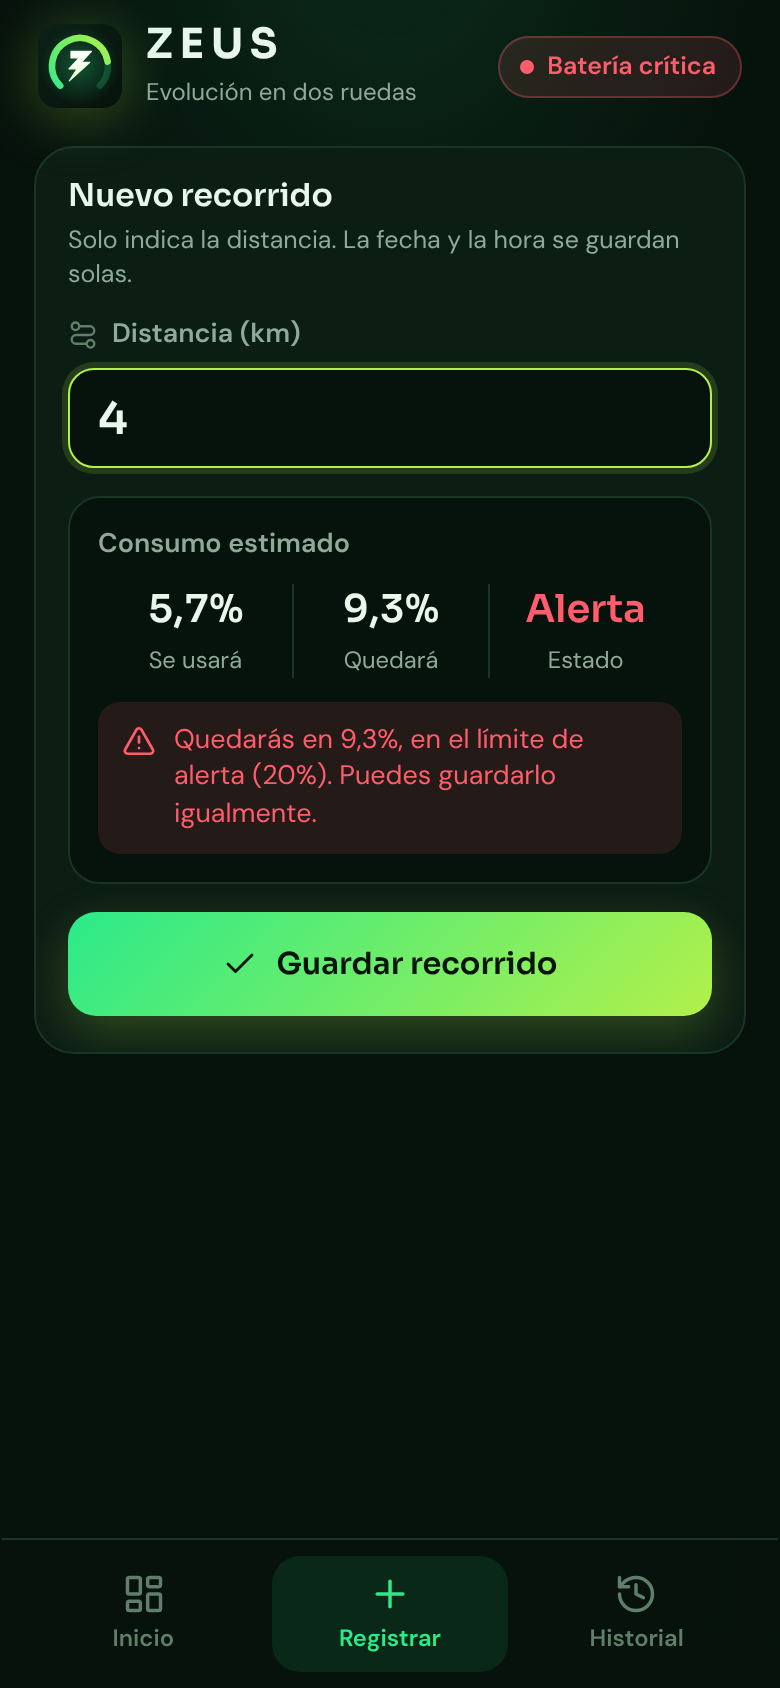 ZEUS
Evolución en dos ruedas
Batería crítica
Nuevo recorrido
Solo indica la distancia. La fecha y la hora se guardan
solas.
Distancia (km)
4
Consumo estimado
5,7%
Se usará
9,3%
Quedará
Alerta
Estado
Quedarás en 9,3%, en el límite de
alerta (20%). Puedes guardarlo
igualmente.
Guardar recorrido
Inicio
Registrar
Historial